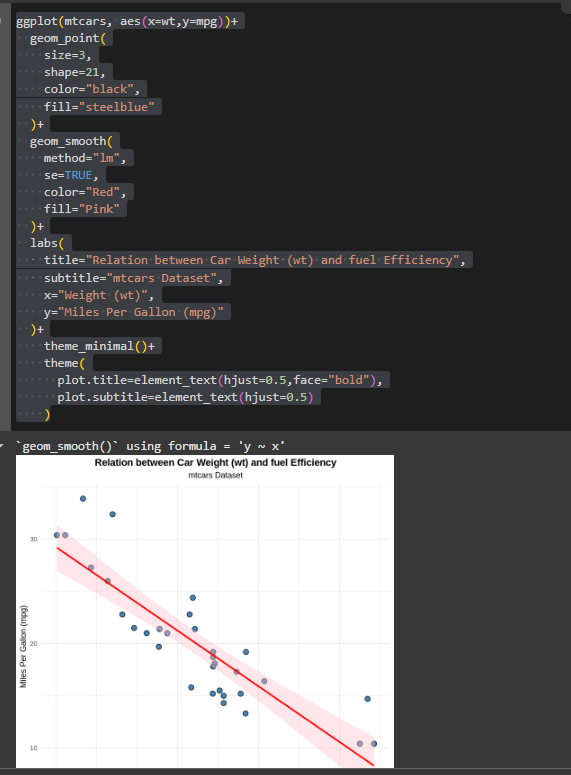 ggplot(mtcars, aes(x=wt,y=mpg))+
geom_point(
size=3,
shape=21,
color="black",
fill="steelblue"
)+
geom_smooth(
method="lm",
se=TRUE,
color="Red",
fill="Pink"
)+
labs(
title="Relation between Car Weight (wt) and fuel Efficiency",
subtitle="mtcars Dataset",
x="Weight (wt)",
y="Miles Per Gallon (mpg)"
)+
theme_minimal()+
theme(
plot.title=element_text(hjust=0.5,face="bold"),
plot.subtitle=element_text(hjust=0.5)
)
`geom_smooth()` using formula = 'y ~ x'
Relation between Car Weight (wt) and fuel Efficiency
mtcars Dataset
30
20
10
Miles Per Gallon (mpg)